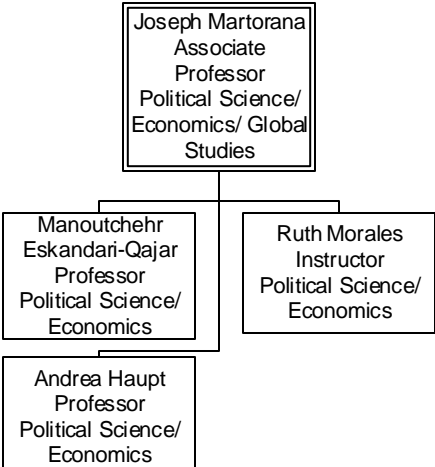 Joseph Martorana
Associate
Professor
Political Science/
Economics/ Global
Studies
Manoutchehr
Eskandari-Qajar
Professor
Political Science/
Economics
Ruth Morales
Instructor
Political Science/
Economics
Andrea Haupt
Professor
Political Science/
Economics